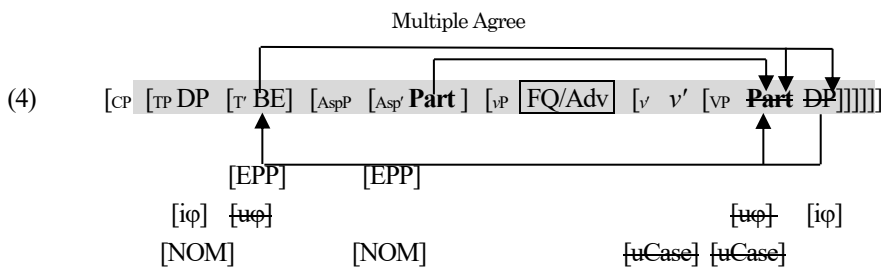 Multiple Agree
(4) [CP [TP DP [T′ BE] [AspP [Asp′ Part ] [vP FQ/Adv [v′ v′ [VP Part DP]]]]]]
[EPP] [EPP]
[iφ] [uφ] [uφ] [iφ]
[NOM] [NOM] [uCase] [uCase]